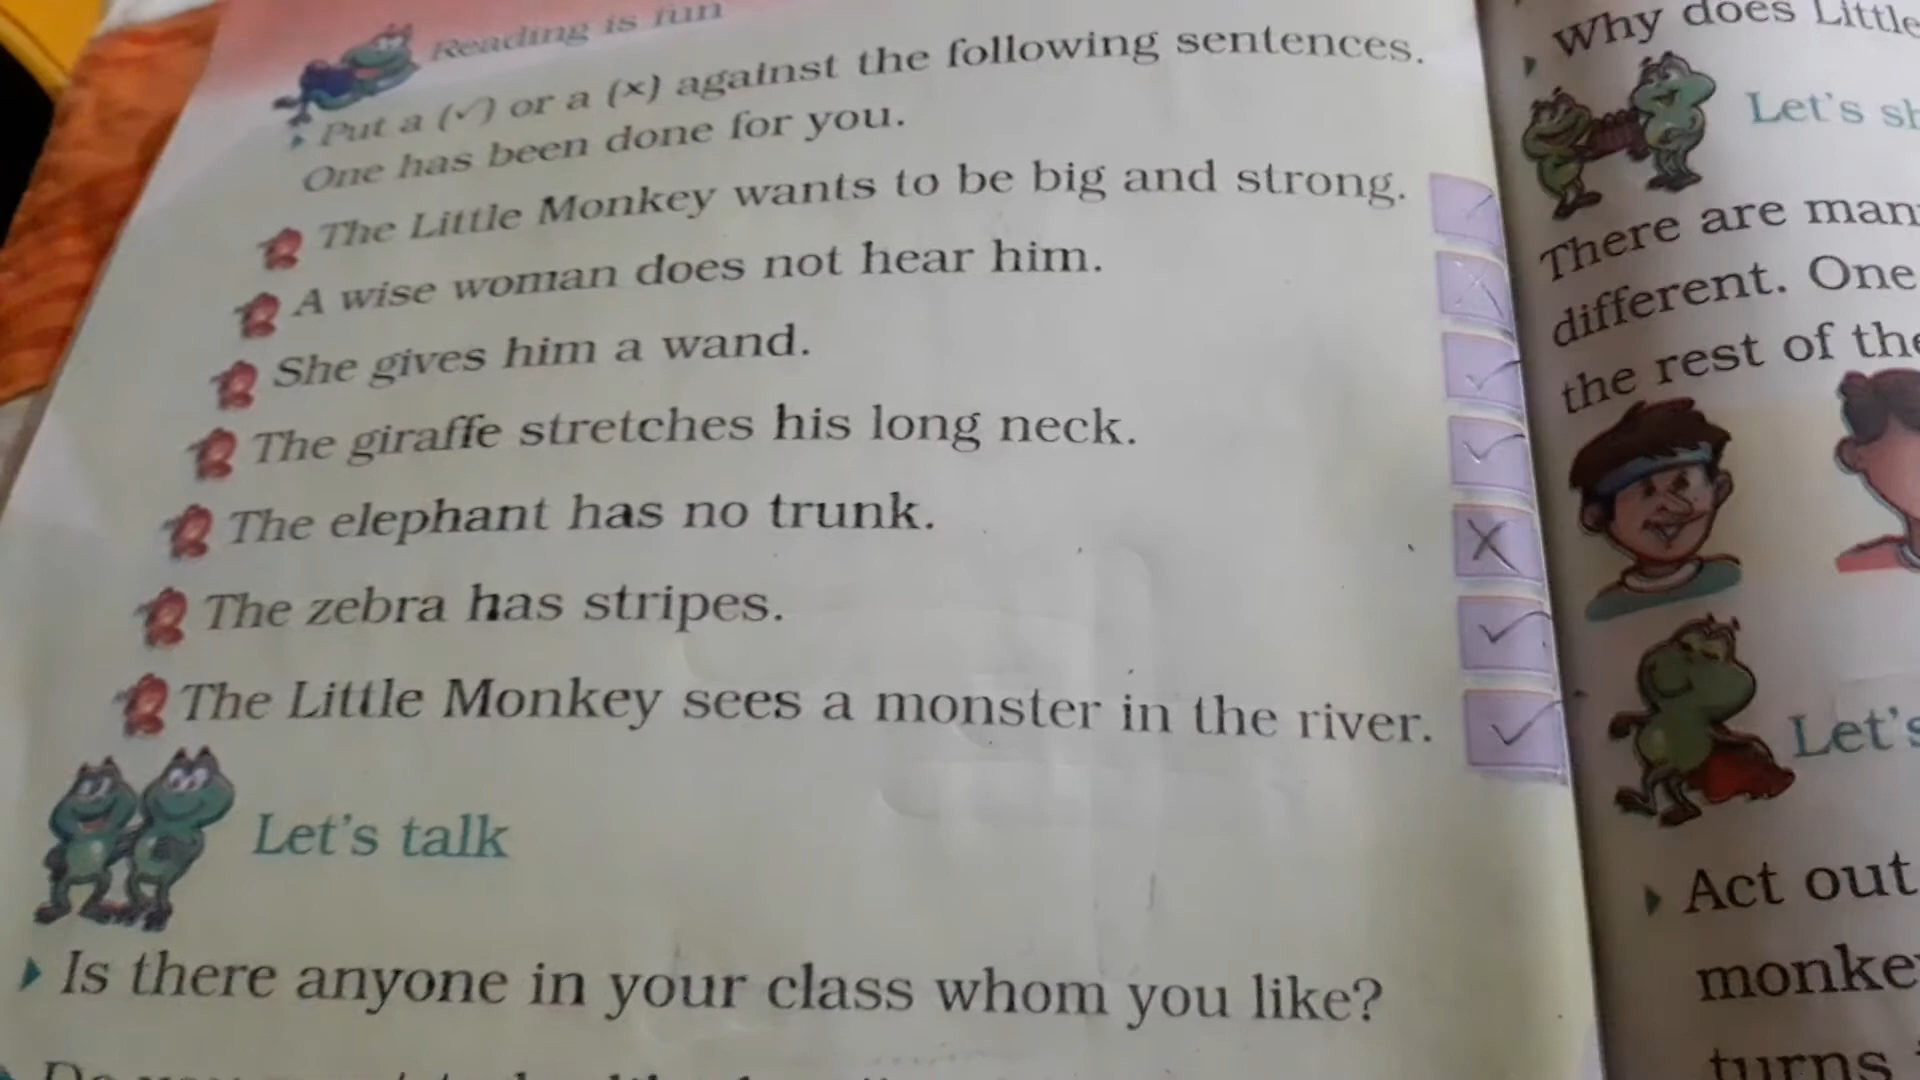 Reading is fun
Put a (✓) or a (×) against the following sentences.
One has been done for you.
The Little Monkey wants to be big and strong. ✓
A wise woman does not hear him. X
She gives him a wand. ✓
The giraffe stretches his long neck. ✓
The elephant has no trunk. X
The zebra has stripes. ✓
The Little Monkey sees a monster in the river. ✓
Let's talk
Is there anyone in your class whom you like?
Why does Little
Let's sh
There are man
different. One
the rest of the
Let's
Act out
monkey
turns